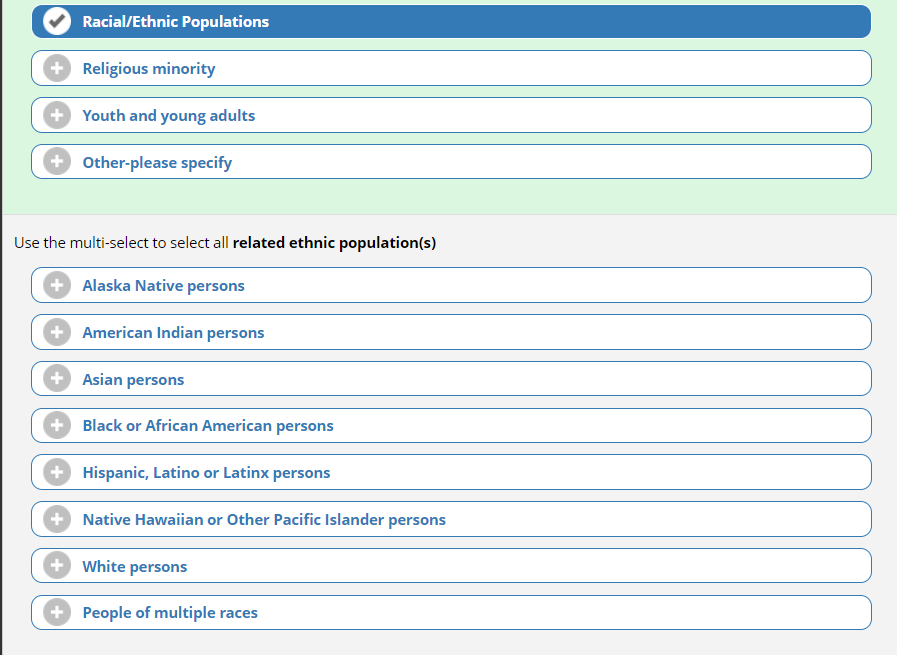 Racial/Ethnic Populations
Religious minority
Youth and young adults
Other-please specify
Use the multi-select to select all related ethnic population(s)
Alaska Native persons
American Indian persons
Asian persons
Black or African American persons
Hispanic, Latino or Latinx persons
Native Hawaiian or Other Pacific Islander persons
White persons
People of multiple races